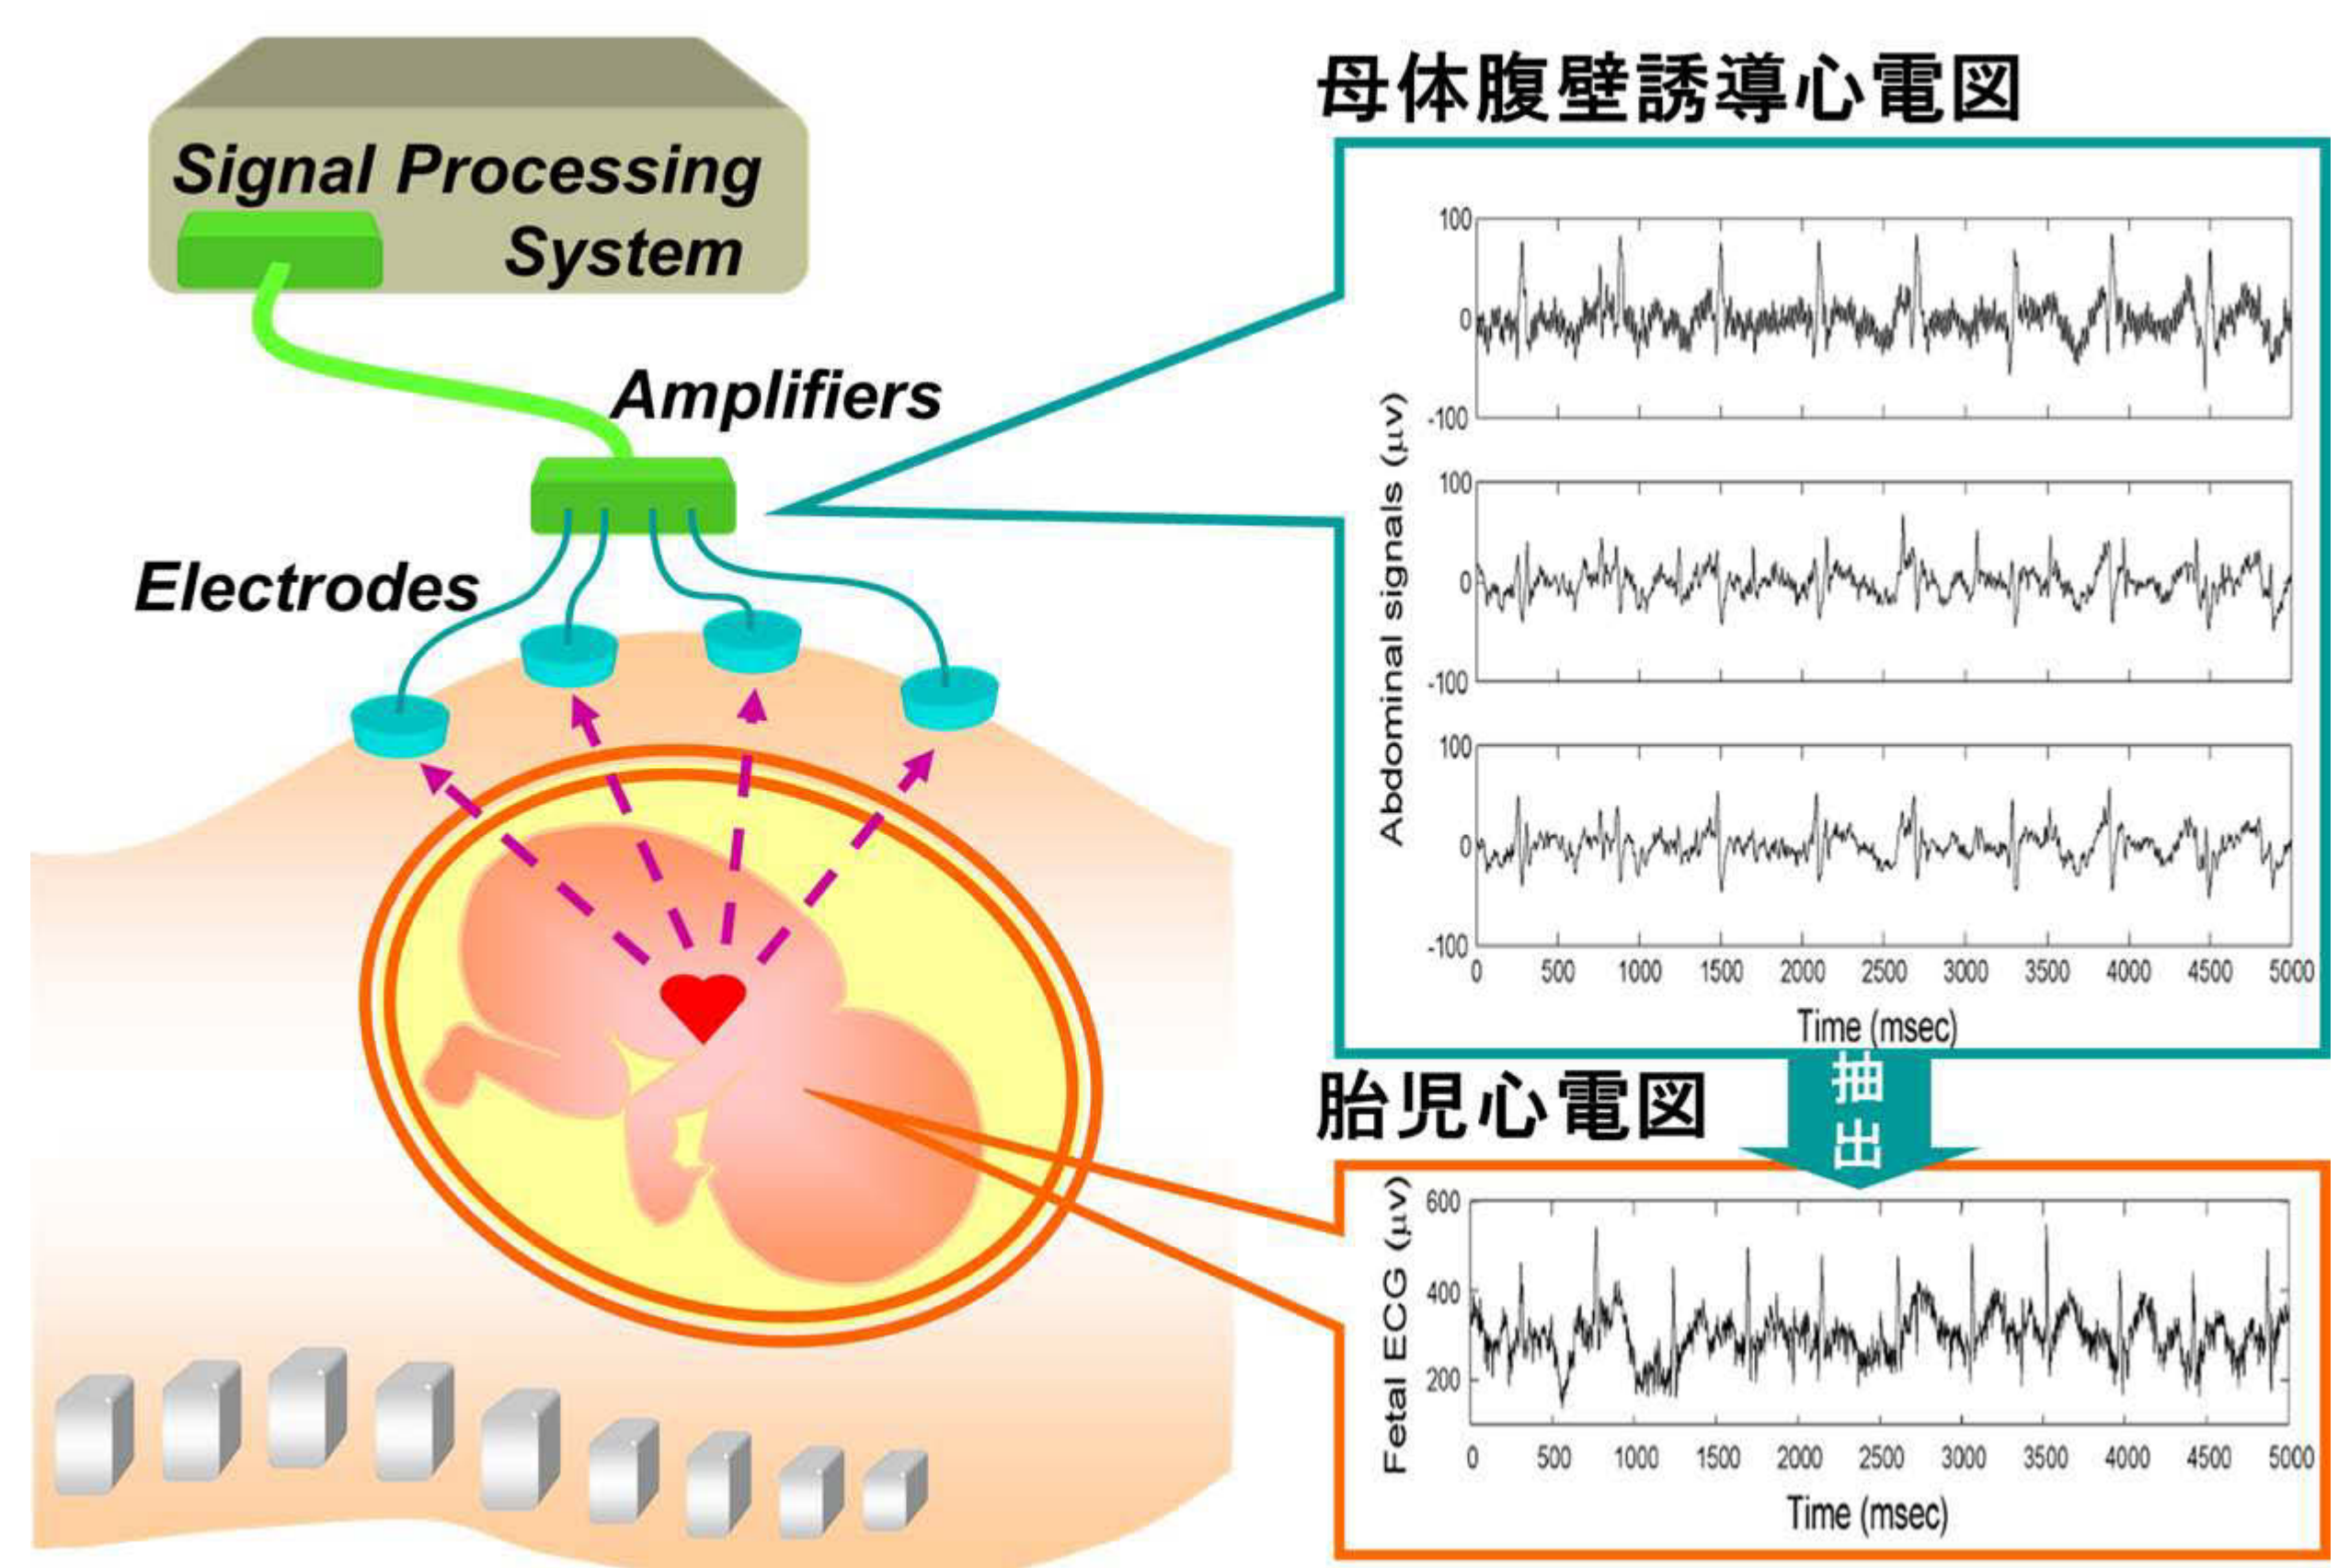 Signal Processing
System
Amplifiers
Electrodes
母体腹壁誘導心電図
Abdominal signals (μv)
100
0
-100
100
0
-100
100
0
-100
0 500 1000 1500 2000 2500 3000 3500 4000 4500 5000
Time (msec)
抽
出
胎児心電図
Fetal ECG (μv)
600
400
200
0 500 1000 1500 2000 2500 3000 3500 4000 4500 5000
Time (msec)